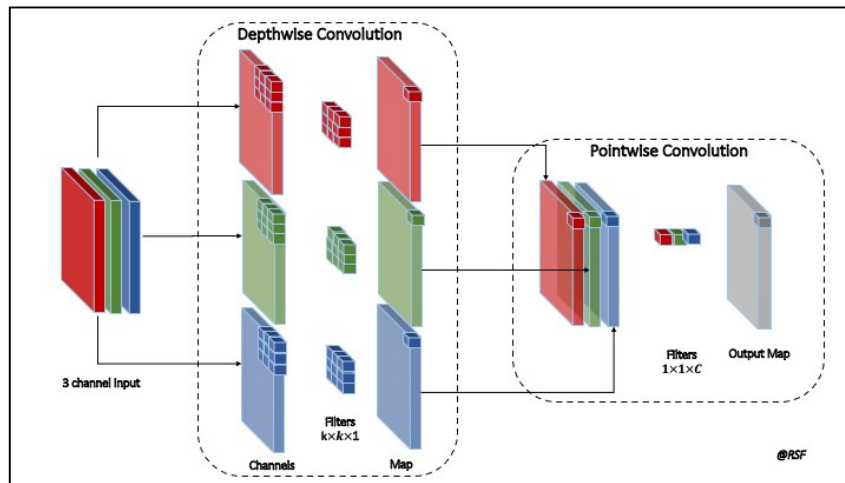 Depthwise Convolution
Pointwise Convolution
3 channel Input
Filters
k×k×1
Channels
Map
Filters
1×1×C
Output Map
@RSF